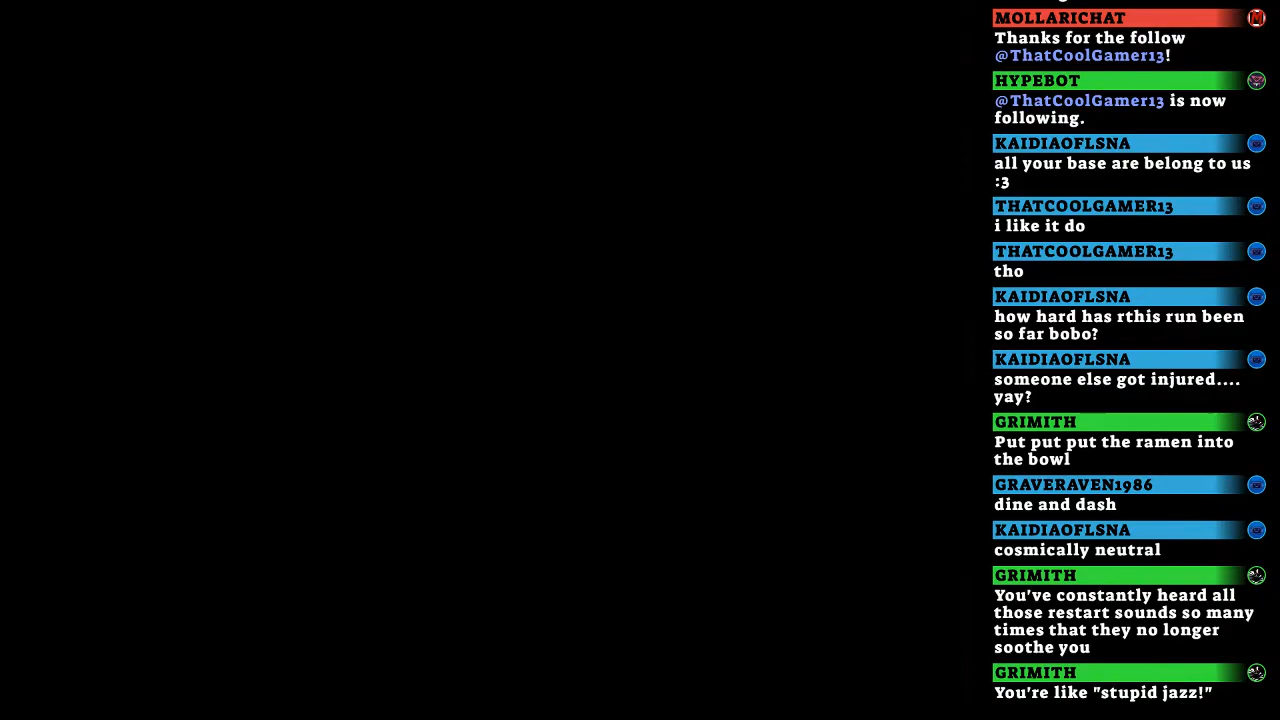 MOLLARICHAT
Thanks for the follow
@ThatCoolGamer13!
HYPEBOT
@ThatCoolGamer13 is now
following.
KAIDIAOFLSNA
all your base are belong to us
:3
THATCOOLGAMER13
i like it do
THATCOOLGAMER13
tho
KAIDIAOFLSNA
how hard has rthis run been
so far bobo?
KAIDIAOFLSNA
someone else got injured....
yay?
GRIMITH
Put put put the ramen into
the bowl
GRAVERAVEN1986
dine and dash
KAIDIAOFLSNA
cosmically neutral
GRIMITH
You've constantly heard all
those restart sounds so many
times that they no longer
soothe you
GRIMITH
You're like "stupid jazz!"